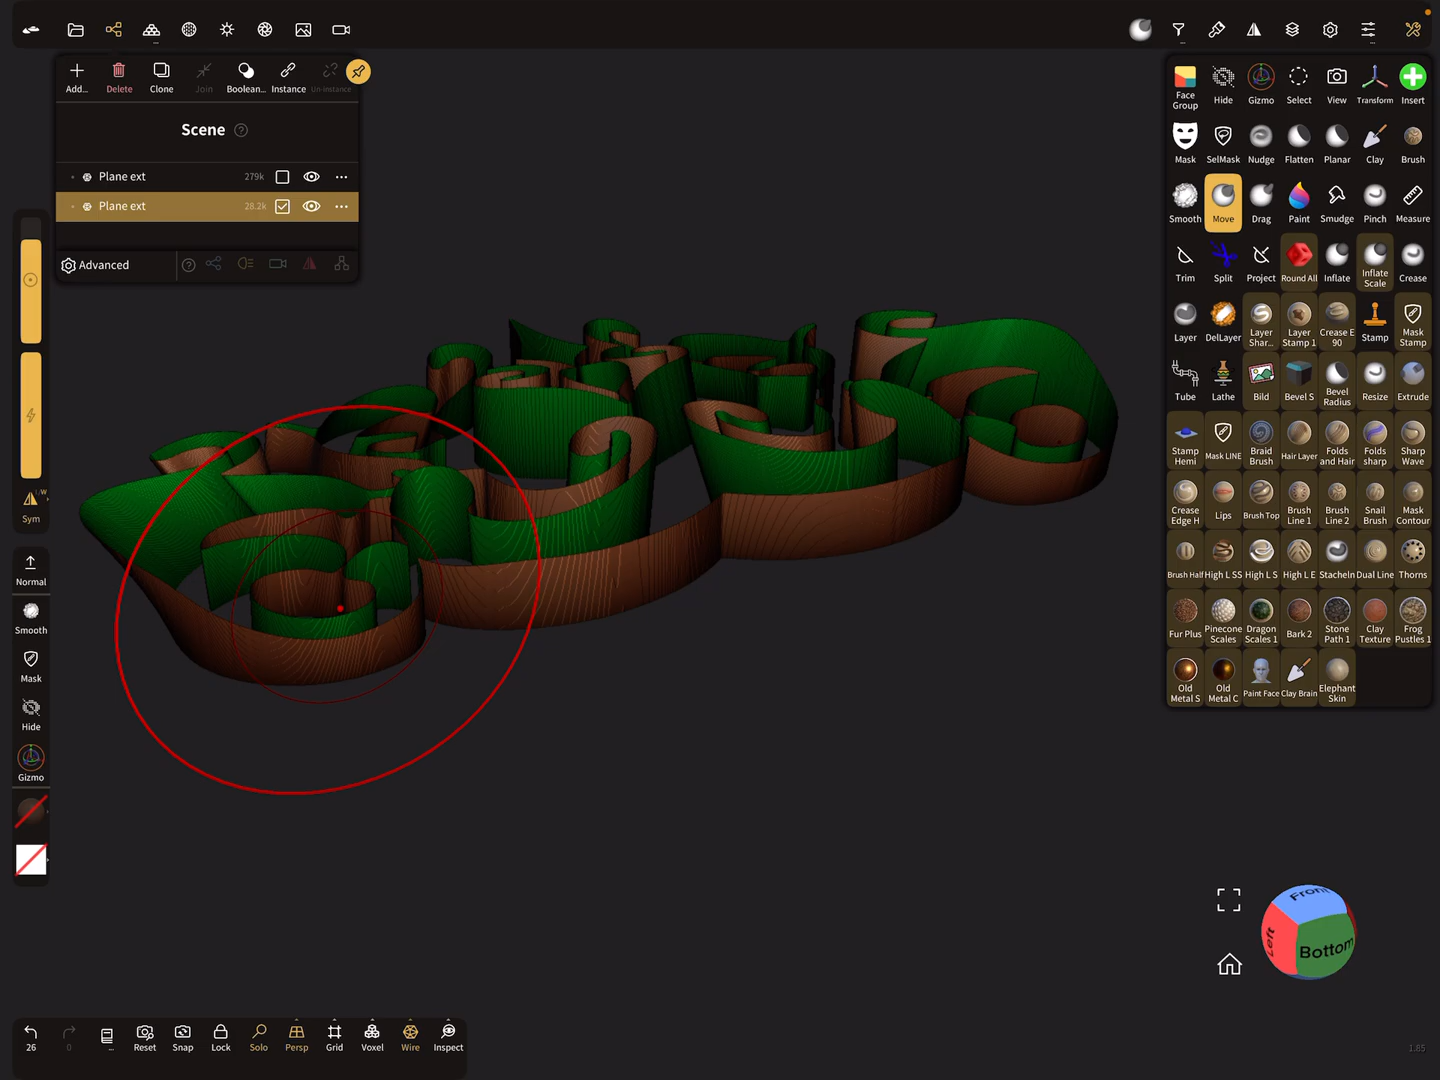 Add...
Delete
Clone
Join
Boolean...
Instance
Un-instance
Scene
?
Plane ext 279k
Plane ext 28.2k
Advanced
?
W
Sym
Normal
Smooth
Mask
Hide
Gizmo
Face Group
Hide
Gizmo
Select
View
Transform
Insert
Mask
SelMask
Nudge
Flatten
Planar
Clay
Brush
Smooth
Move
Drag
Paint
Smudge
Pinch
Measure
Trim
Split
Project
Round All
Inflate
Inflate Scale
Crease
Layer
DelLayer
Layer Shar...
Layer Stamp 1
Crease E 90
Stamp
Mask Stamp
Tube
Lathe
Bild
Bevel S
Bevel Radius
Resize
Extrude
Stamp Hemi
Mask LINE
Braid Brush
Hair Layer
Folds and Hair
Folds sharp
Sharp Wave
Crease Edge H
Lips
Brush Top
Brush Line 1
Brush Line 2
Snail Brush
Mask Contour
Brush Half
High L SS
High L S
High L E
Stacheln
Dual Line
Thorns
Fur Plus
Pinecone Scales
Dragon Scales 1
Bark 2
Stone Path 1
Clay Texture
Frog Pustles 1
Old Metal S
Old Metal C
Paint Face
Clay Brain
Elephant Skin
Front
Left
Bottom
26
0
...
Reset
Snap
Lock
Solo
Persp
Grid
Voxel
Wire
Inspect
1.85